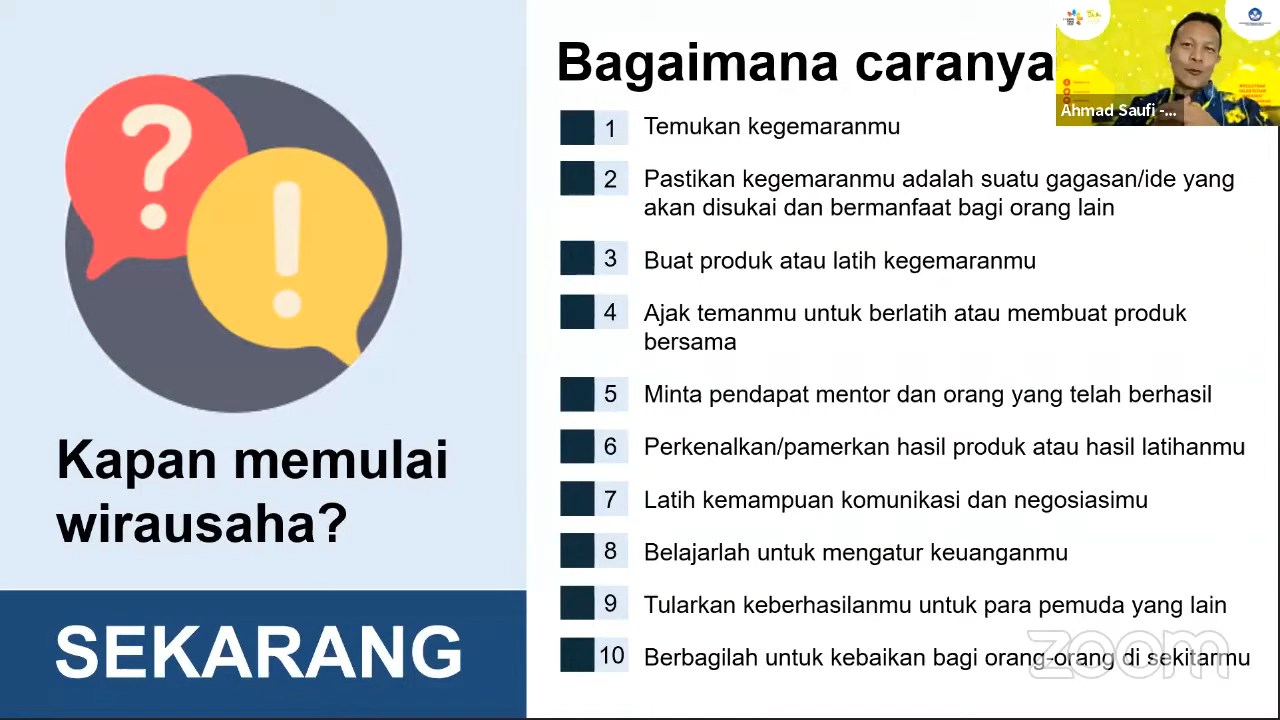 Bagaimana caranya
Ahmad Saufi -...
1 Temukan kegemaranmu
2 Pastikan kegemaranmu adalah suatu gagasan/ide yang
akan disukai dan bermanfaat bagi orang lain
3 Buat produk atau latih kegemaranmu
4 Ajak temanmu untuk berlatih atau membuat produk
bersama
5 Minta pendapat mentor dan orang yang telah berhasil
6 Perkenalkan/pamerkan hasil produk atau hasil latihanmu
7 Latih kemampuan komunikasi dan negosiasimu
8 Belajarlah untuk mengatur keuanganmu
9 Tularkan keberhasilanmu untuk para pemuda yang lain
10 Berbagilah untuk kebaikan bagi orang-orang di sekitarmu
zoom
Kapan memulai
wirausaha?
SEKARANG